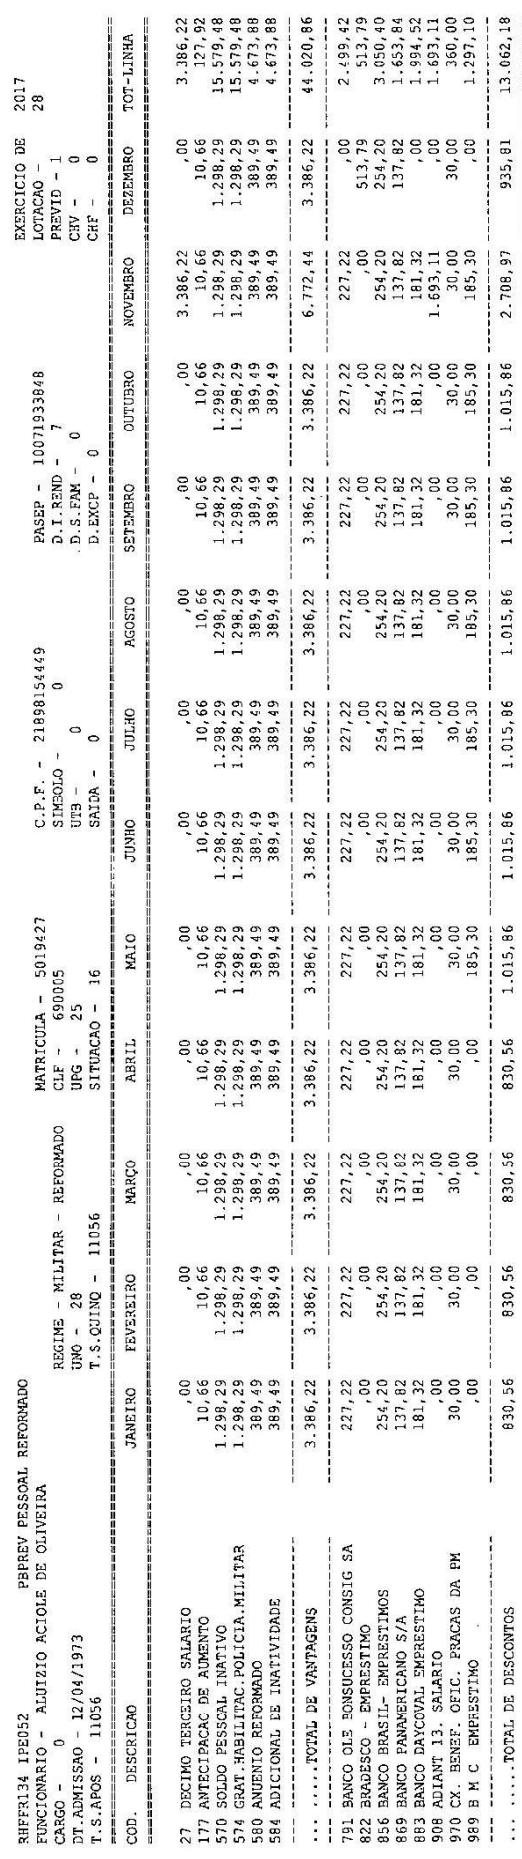 RHFFR134 IPE052 PBPREV PESSOAL REFORMADO EXERCICIO DE 2017
FUNCIONARIO - ALUIZIO ACIOLE DE OLIVEIRA MATRICULA - 5019427 C.P.F. - 21898154449 PASEP - 10071933848 LOTACAO - 28
CARGO - 0 REGIME - MILITAR - REFORMADO CLF - 690005 SIMBOLO - 0 D.I.REND - 7 PREVID - 1
DT.ADMISSAO - 12/04/1973 UNO - 28 UPG - 25 UTB - 0 D.S.FAM - 0 CHV - 0
T.S.APOS - 11056 T.S.QUINQ - 11056 SITUACAO - 16 SAIDA - 0 D.EXCP - 0 CHF - 0
COD. DESCRICAO JANEIRO FEVEREIRO MARÇO ABRIL MAIO JUNHO JULHO AGOSTO SETEMBRO OUTUBRO NOVEMBRO DEZEMBRO TOT-LINHA
27 DECIMO TERCEIRO SALARIO ,00 ,00 ,00 ,00 ,00 ,00 ,00 ,00 ,00 ,00 3.386,22 ,00 3.386,22
177 ANTECIPACAC DE AUMENTO 10,66 10,66 10,66 10,66 10,66 10,66 10,66 10,66 10,66 10,66 10,66 10,66 127,92
570 SOLDO PESSOAL INATIVO 1.298,29 1.298,29 1.298,29 1.298,29 1.298,29 1.298,29 1.298,29 1.298,29 1.298,29 1.298,29 1.298,29 1.298,29 15.579,48
574 GRAT.HABILITAC.POLICIA.MILITAR 1.298,29 1.298,29 1.298,29 1.298,29 1.298,29 1.298,29 1.298,29 1.298,29 1.298,29 1.298,29 1.298,29 1.298,29 15.579,48
580 ANUENIO REFORMADO 389,49 389,49 389,49 389,49 389,49 389,49 389,49 389,49 389,49 389,49 389,49 389,49 4.673,88
584 ADICIONAL DE INATIVIDADE 389,49 389,49 389,49 389,49 389,49 389,49 389,49 389,49 389,49 389,49 389,49 389,49 4.673,88
... .....TOTAL DE VANTAGENS 3.386,22 3.386,22 3.386,22 3.386,22 3.386,22 3.386,22 3.386,22 3.386,22 3.386,22 3.386,22 6.772,44 3.386,22 44.020,86
791 BANCO OLE BONSUCESSO CONSIG SA 227,22 227,22 227,22 227,22 227,22 227,22 227,22 227,22 227,22 227,22 227,22 ,00 2.499,42
822 BRADESCO - EMPRESTIMO ,00 ,00 ,00 ,00 ,00 ,00 ,00 ,00 ,00 ,00 ,00 513,79 513,79
856 BANCO BRASIL- EMPRESTIMOS 254,20 254,20 254,20 254,20 254,20 254,20 254,20 254,20 254,20 254,20 254,20 254,20 3.050,40
869 BANCO PANAMERICANO S/A 137,82 137,82 137,82 137,82 137,82 137,82 137,82 137,82 137,82 137,82 137,82 137,82 1.653,84
883 BANCO DAYCOVAL EMPRESTIMO 181,32 181,32 181,32 181,32 181,32 181,32 181,32 181,32 181,32 181,32 181,32 ,00 1.994,52
908 ADIANT 13. SALARIO ,00 ,00 ,00 ,00 ,00 ,00 ,00 ,00 ,00 ,00 1.693,11 ,00 1.693,11
970 CX. BENEF. OFIC. PRACAS DA PM 30,00 30,00 30,00 30,00 30,00 30,00 30,00 30,00 30,00 30,00 30,00 30,00 360,00
989 B M C EMPRESTIMO . ,00 ,00 ,00 ,00 185,30 185,30 185,30 185,30 185,30 185,30 185,30 ,00 1.297,10
... .....TOTAL DE DESCONTOS 830,56 830,56 830,56 830,56 1.015,86 1.015,86 1.015,86 1.015,86 1.015,86 1.015,86 2.708,97 935,81 13.062,18